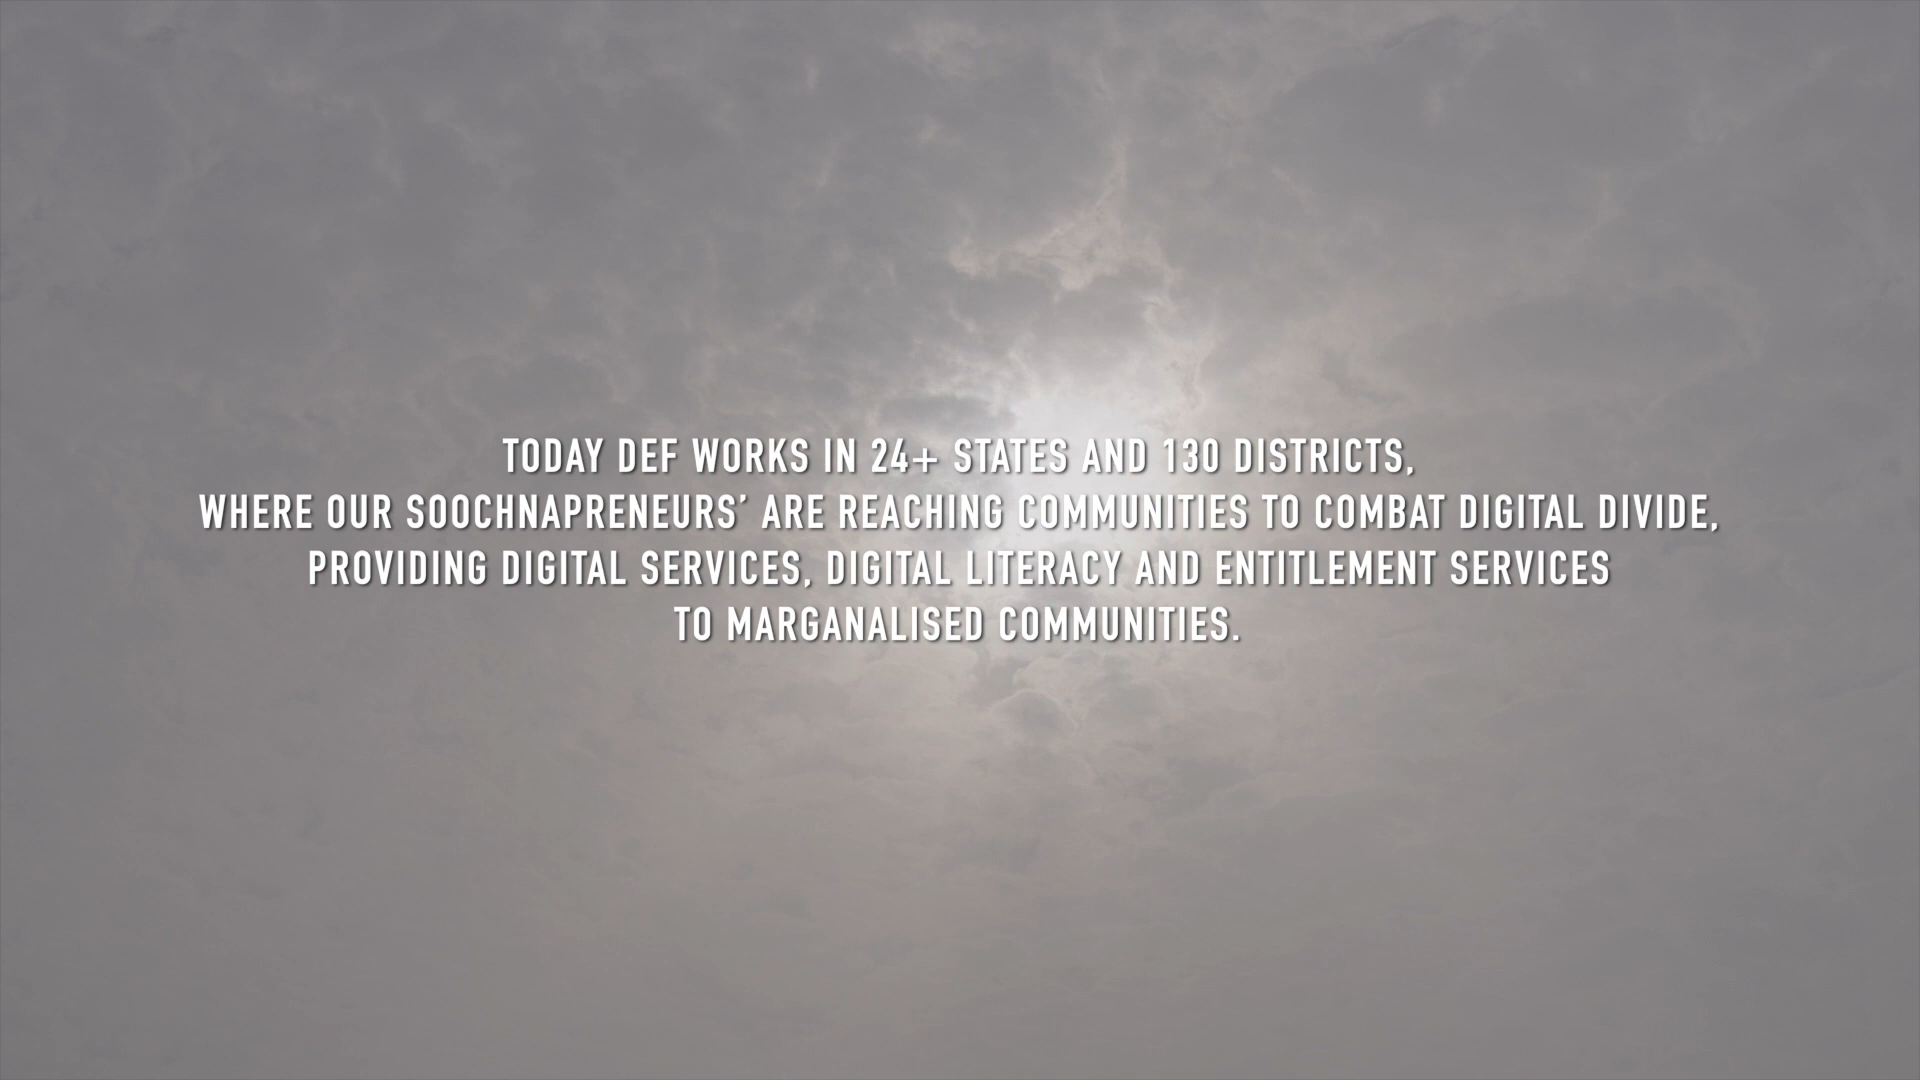 TODAY DEF WORKS IN 24+ STATES AND 130 DISTRICTS,
WHERE OUR SOOCHNAPRENEURS’ ARE REACHING COMMUNITIES TO COMBAT DIGITAL DIVIDE,
PROVIDING DIGITAL SERVICES, DIGITAL LITERACY AND ENTITLEMENT SERVICES
TO MARGANALISED COMMUNITIES.